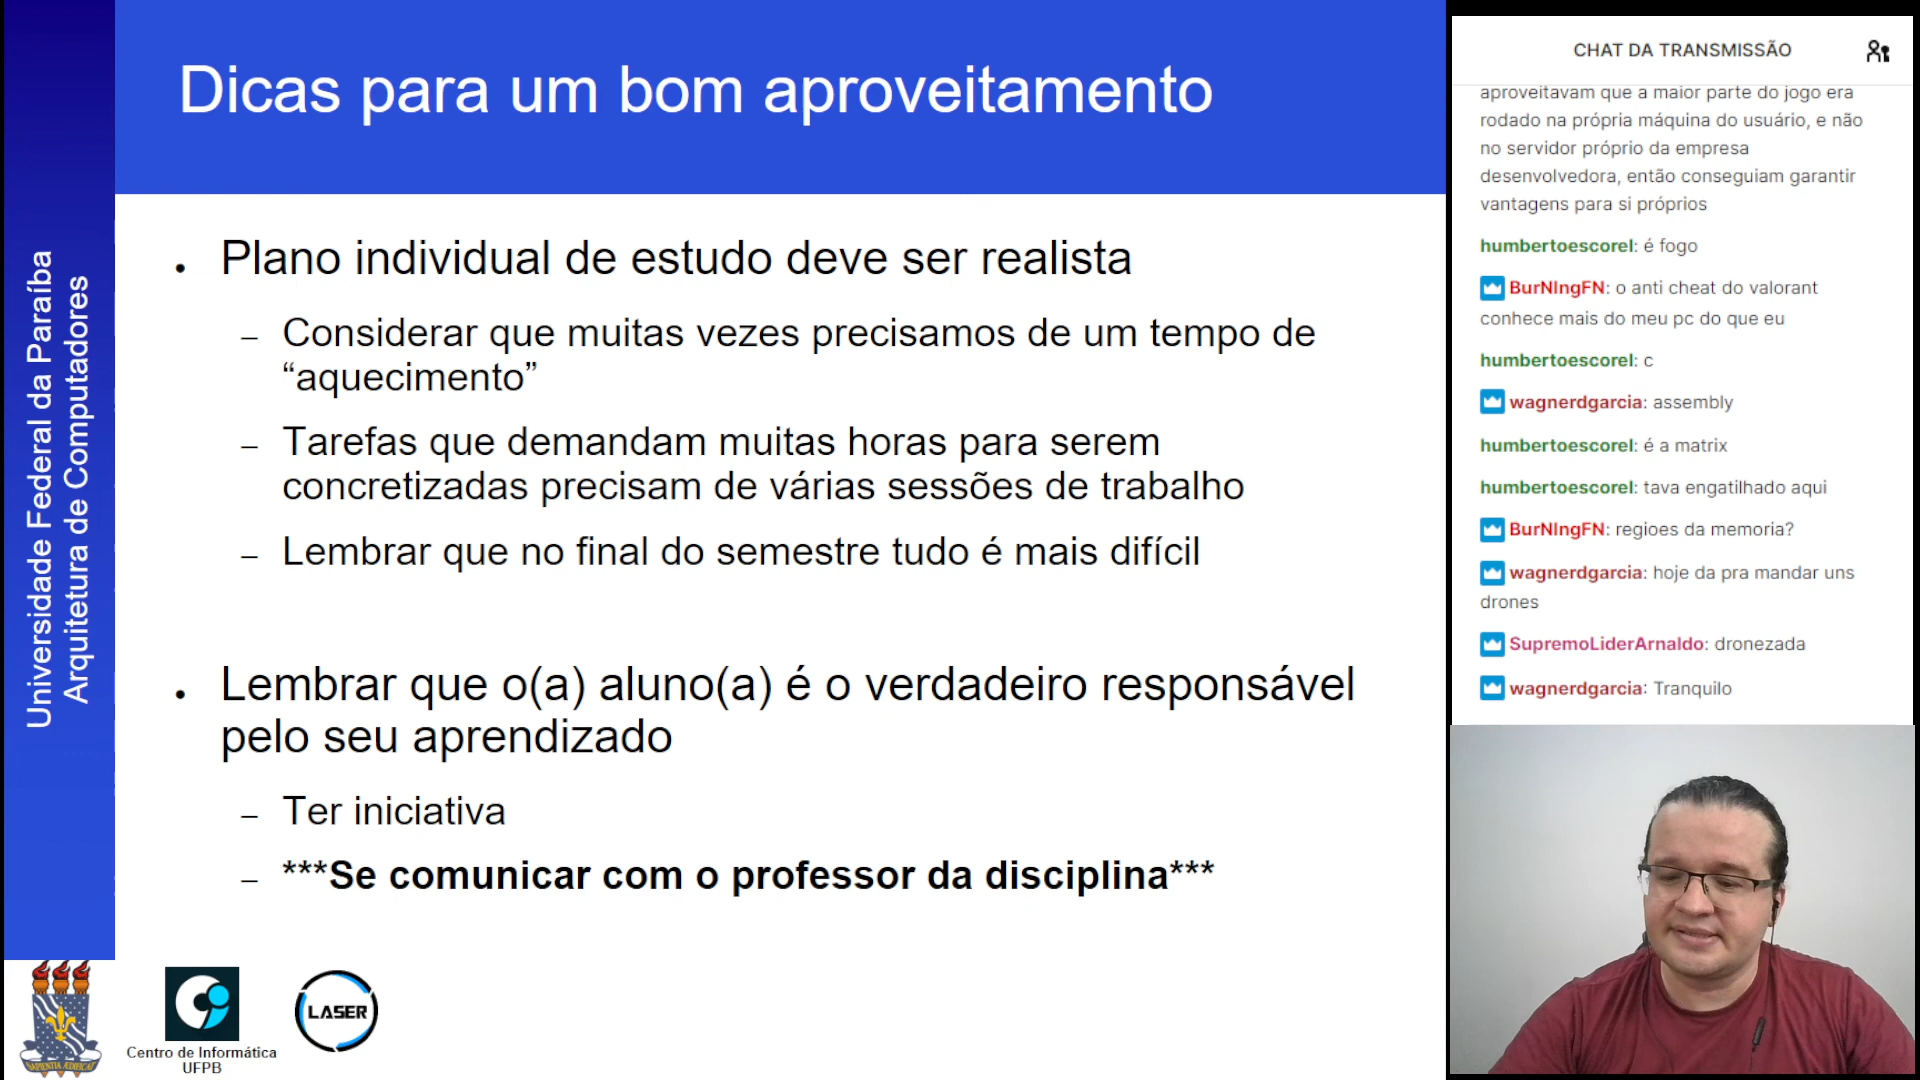 Universidade Federal da Paraíba
Arquitetura de Computadores
Dicas para um bom aproveitamento
• Plano individual de estudo deve ser realista
– Considerar que muitas vezes precisamos de um tempo de
“aquecimento”
– Tarefas que demandam muitas horas para serem
concretizadas precisam de várias sessões de trabalho
– Lembrar que no final do semestre tudo é mais difícil
• Lembrar que o(a) aluno(a) é o verdadeiro responsável
pelo seu aprendizado
– Ter iniciativa
– ***Se comunicar com o professor da disciplina***
SAPIENTIA ÆDIFICAT
Centro de Informática
UFPB
LASER
CHAT DA TRANSMISSÃO
aproveitavam que a maior parte do jogo era
rodado na própria máquina do usuário, e não
no servidor próprio da empresa
desenvolvedora, então conseguiam garantir
vantagens para si próprios
humbertoescorel: é fogo
BurNIngFN: o anti cheat do valorant
conhece mais do meu pc do que eu
humbertoescorel: c
wagnerdgarcia: assembly
humbertoescorel: é a matrix
humbertoescorel: tava engatilhado aqui
BurNIngFN: regioes da memoria?
wagnerdgarcia: hoje da pra mandar uns
drones
SupremoLiderArnaldo: dronezada
wagnerdgarcia: Tranquilo